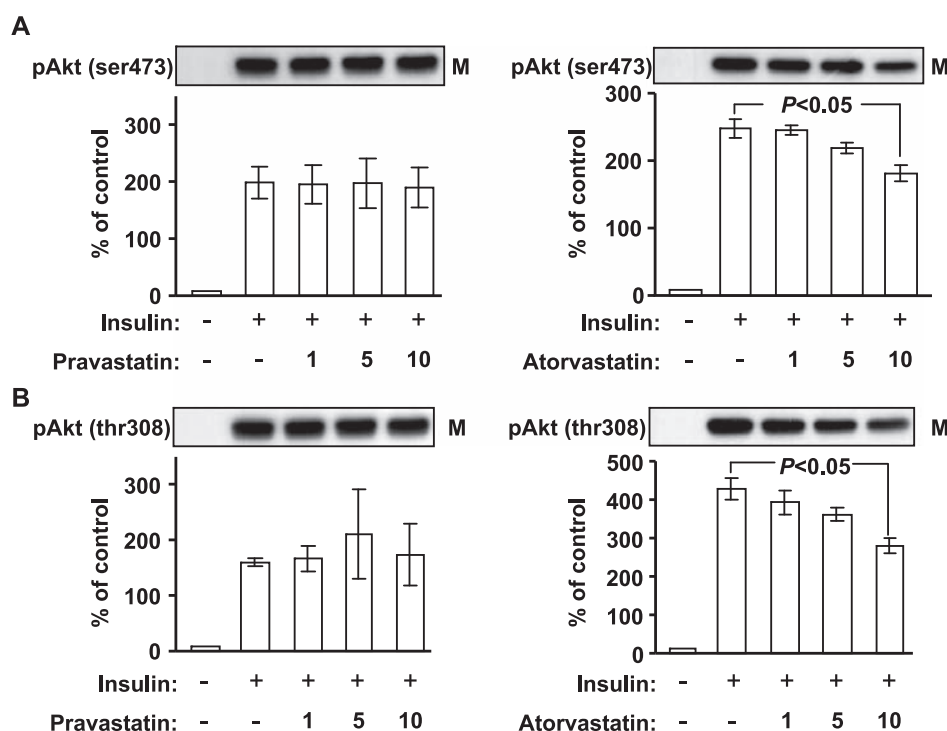 A
pAkt (ser473) M
300
200
100
0
% of control
Insulin: - + + + +
Pravastatin: - - 1 5 10
pAkt (ser473) M
P<0.05
300
200
100
0
% of control
Insulin: - + + + +
Atorvastatin: - - 1 5 10
B
pAkt (thr308) M
300
200
100
0
% of control
Insulin: - + + + +
Pravastatin: - - 1 5 10
pAkt (thr308) M
P<0.05
500
400
300
200
100
0
% of control
Insulin: - + + + +
Atorvastatin: - - 1 5 10